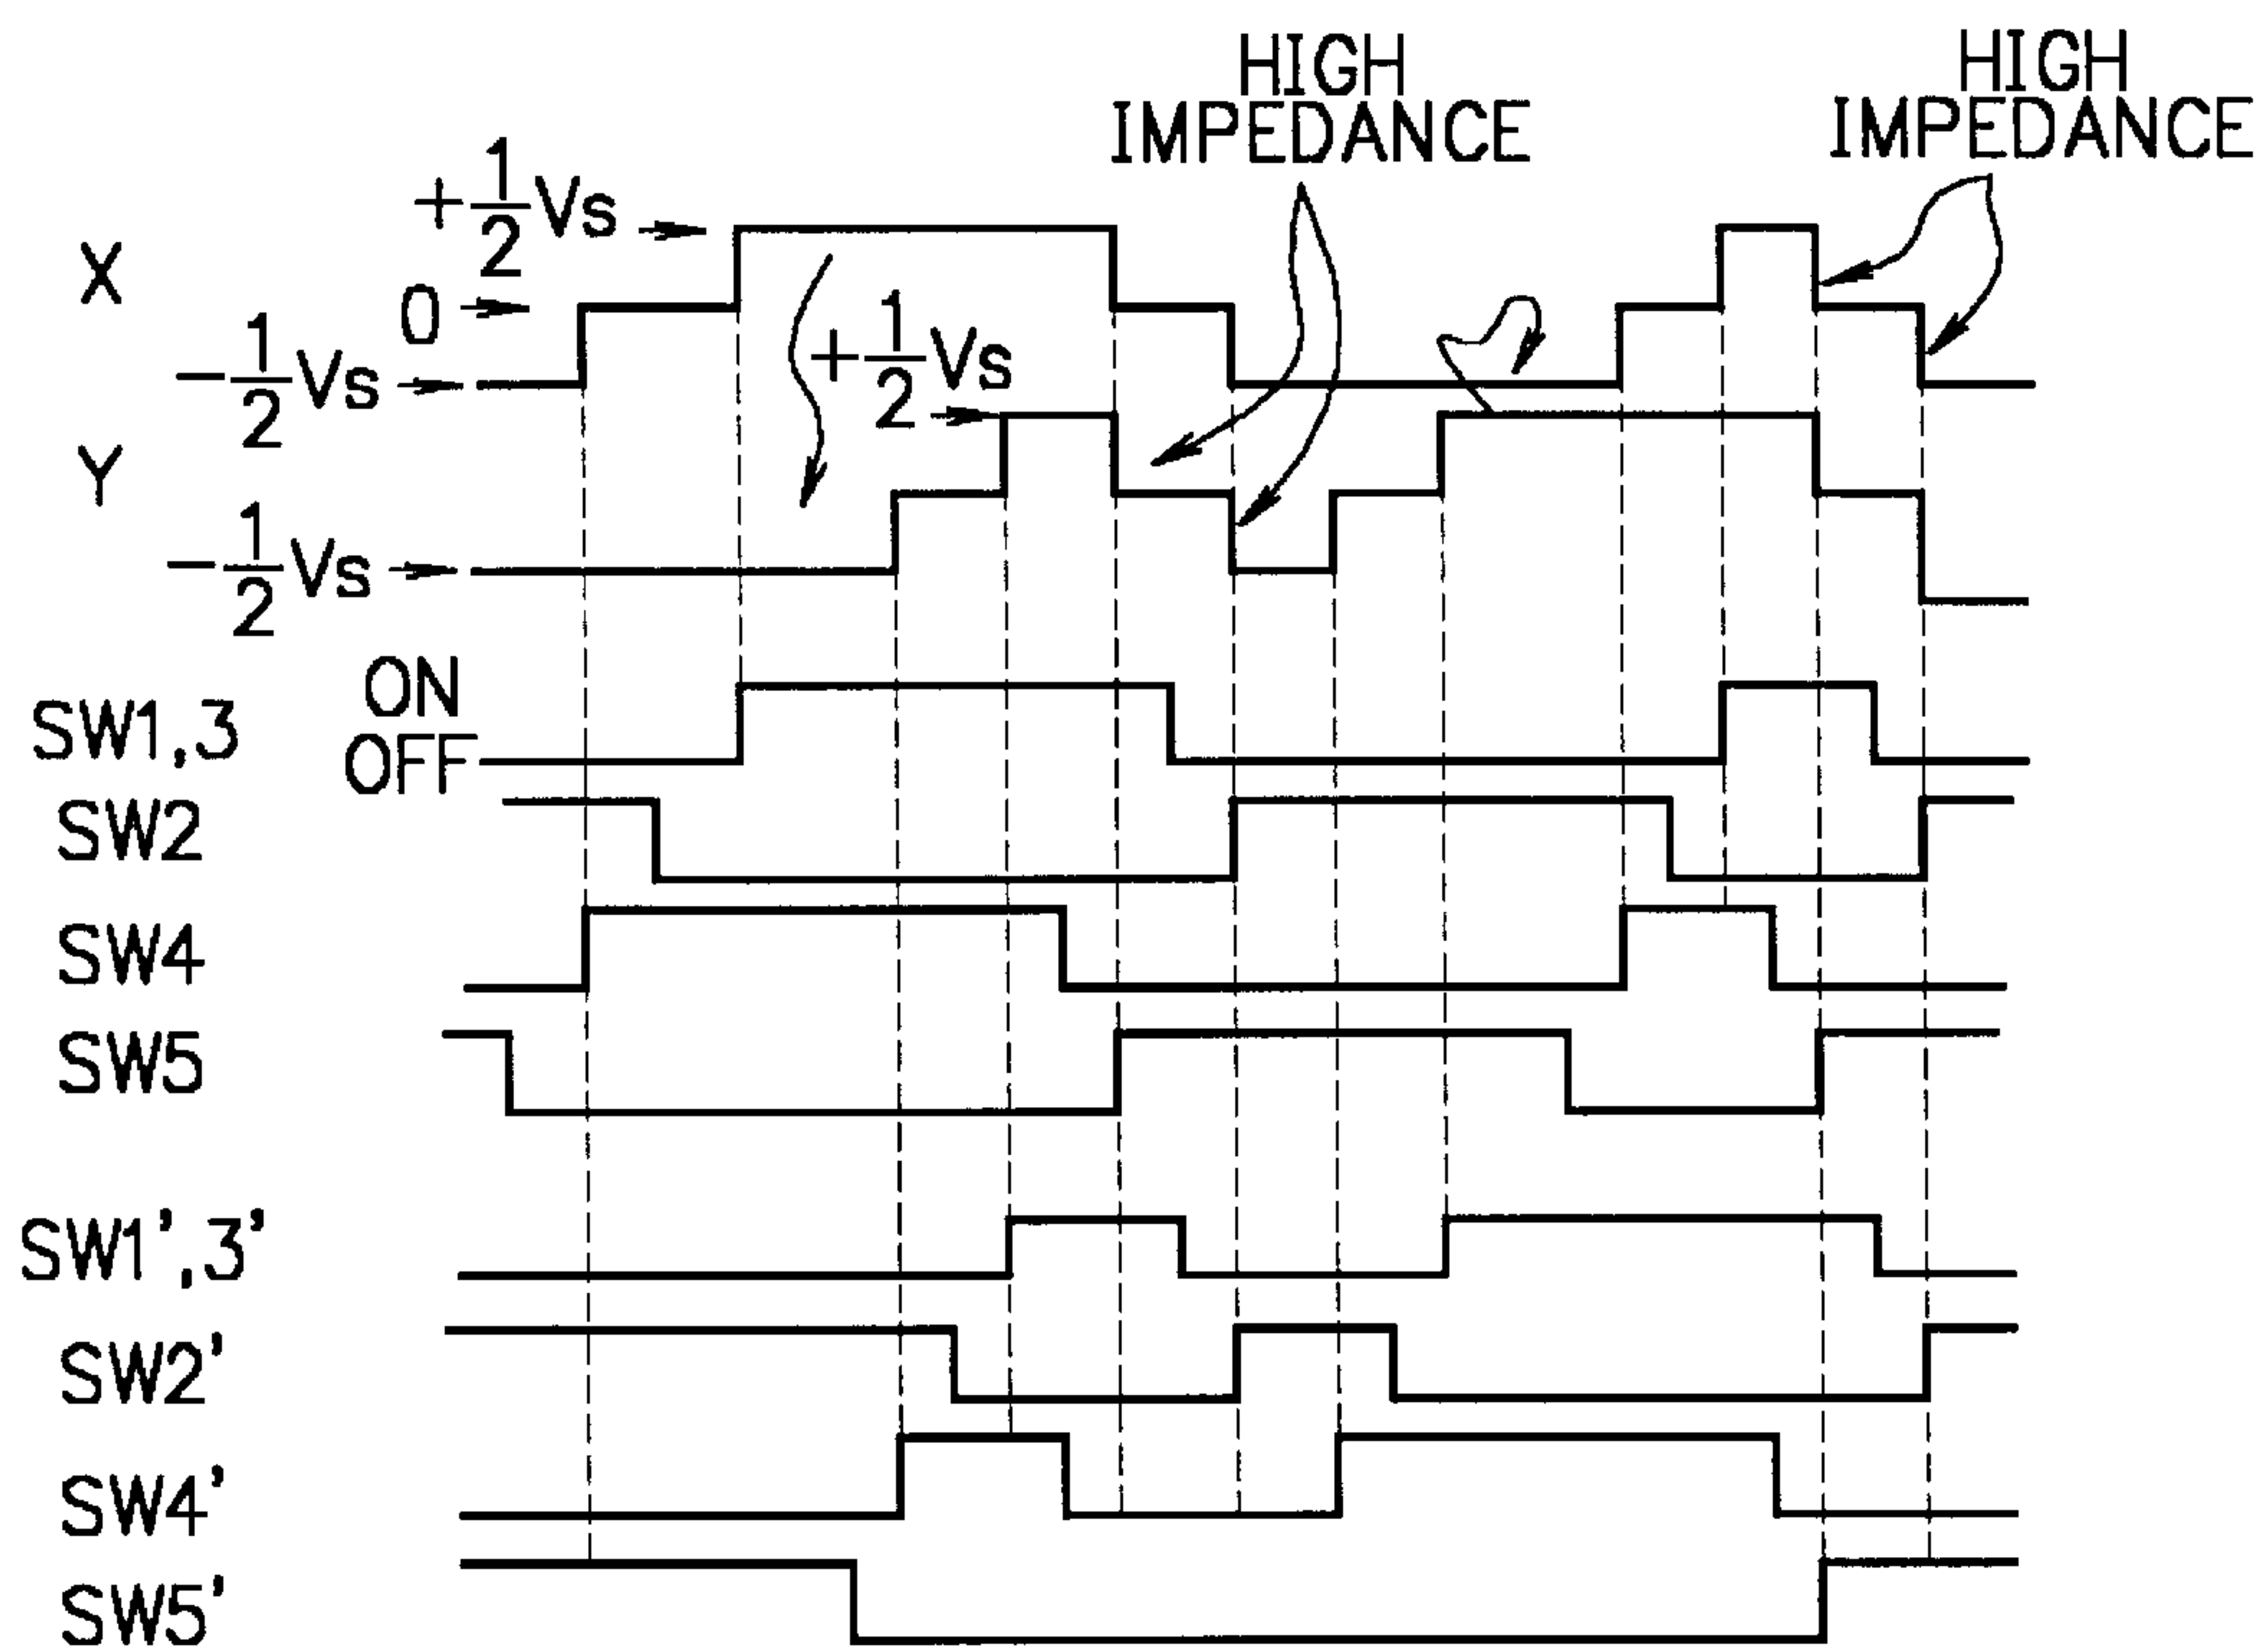 HIGH
IMPEDANCE
HIGH
IMPEDANCE
+1/2Vs
X
0
-1/2Vs
+1/2Vs
Y
-1/2Vs
ON
SW1,3
OFF
SW2
SW4
SW5
SW1',3'
SW2'
SW4'
SW5'